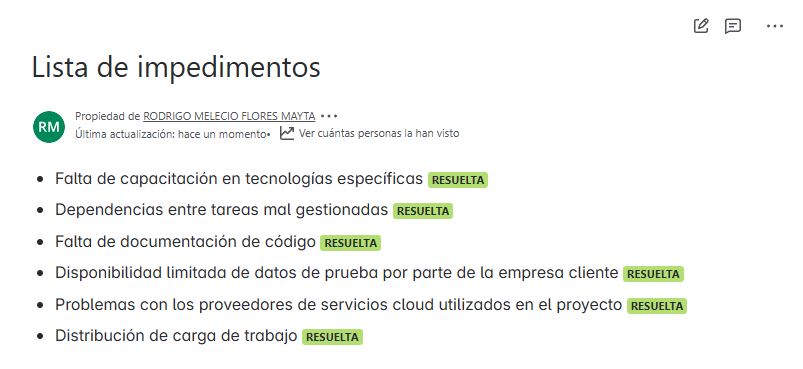 Lista de impedimentos
RM
Propiedad de RODRIGO MELECIO FLORES MAYTA •••
Última actualización: hace un momento• Ver cuántas personas la han visto
• Falta de capacitación en tecnologías específicas RESUELTA
• Dependencias entre tareas mal gestionadas RESUELTA
• Falta de documentación de código RESUELTA
• Disponibilidad limitada de datos de prueba por parte de la empresa cliente RESUELTA
• Problemas con los proveedores de servicios cloud utilizados en el proyecto RESUELTA
• Distribución de carga de trabajo RESUELTA